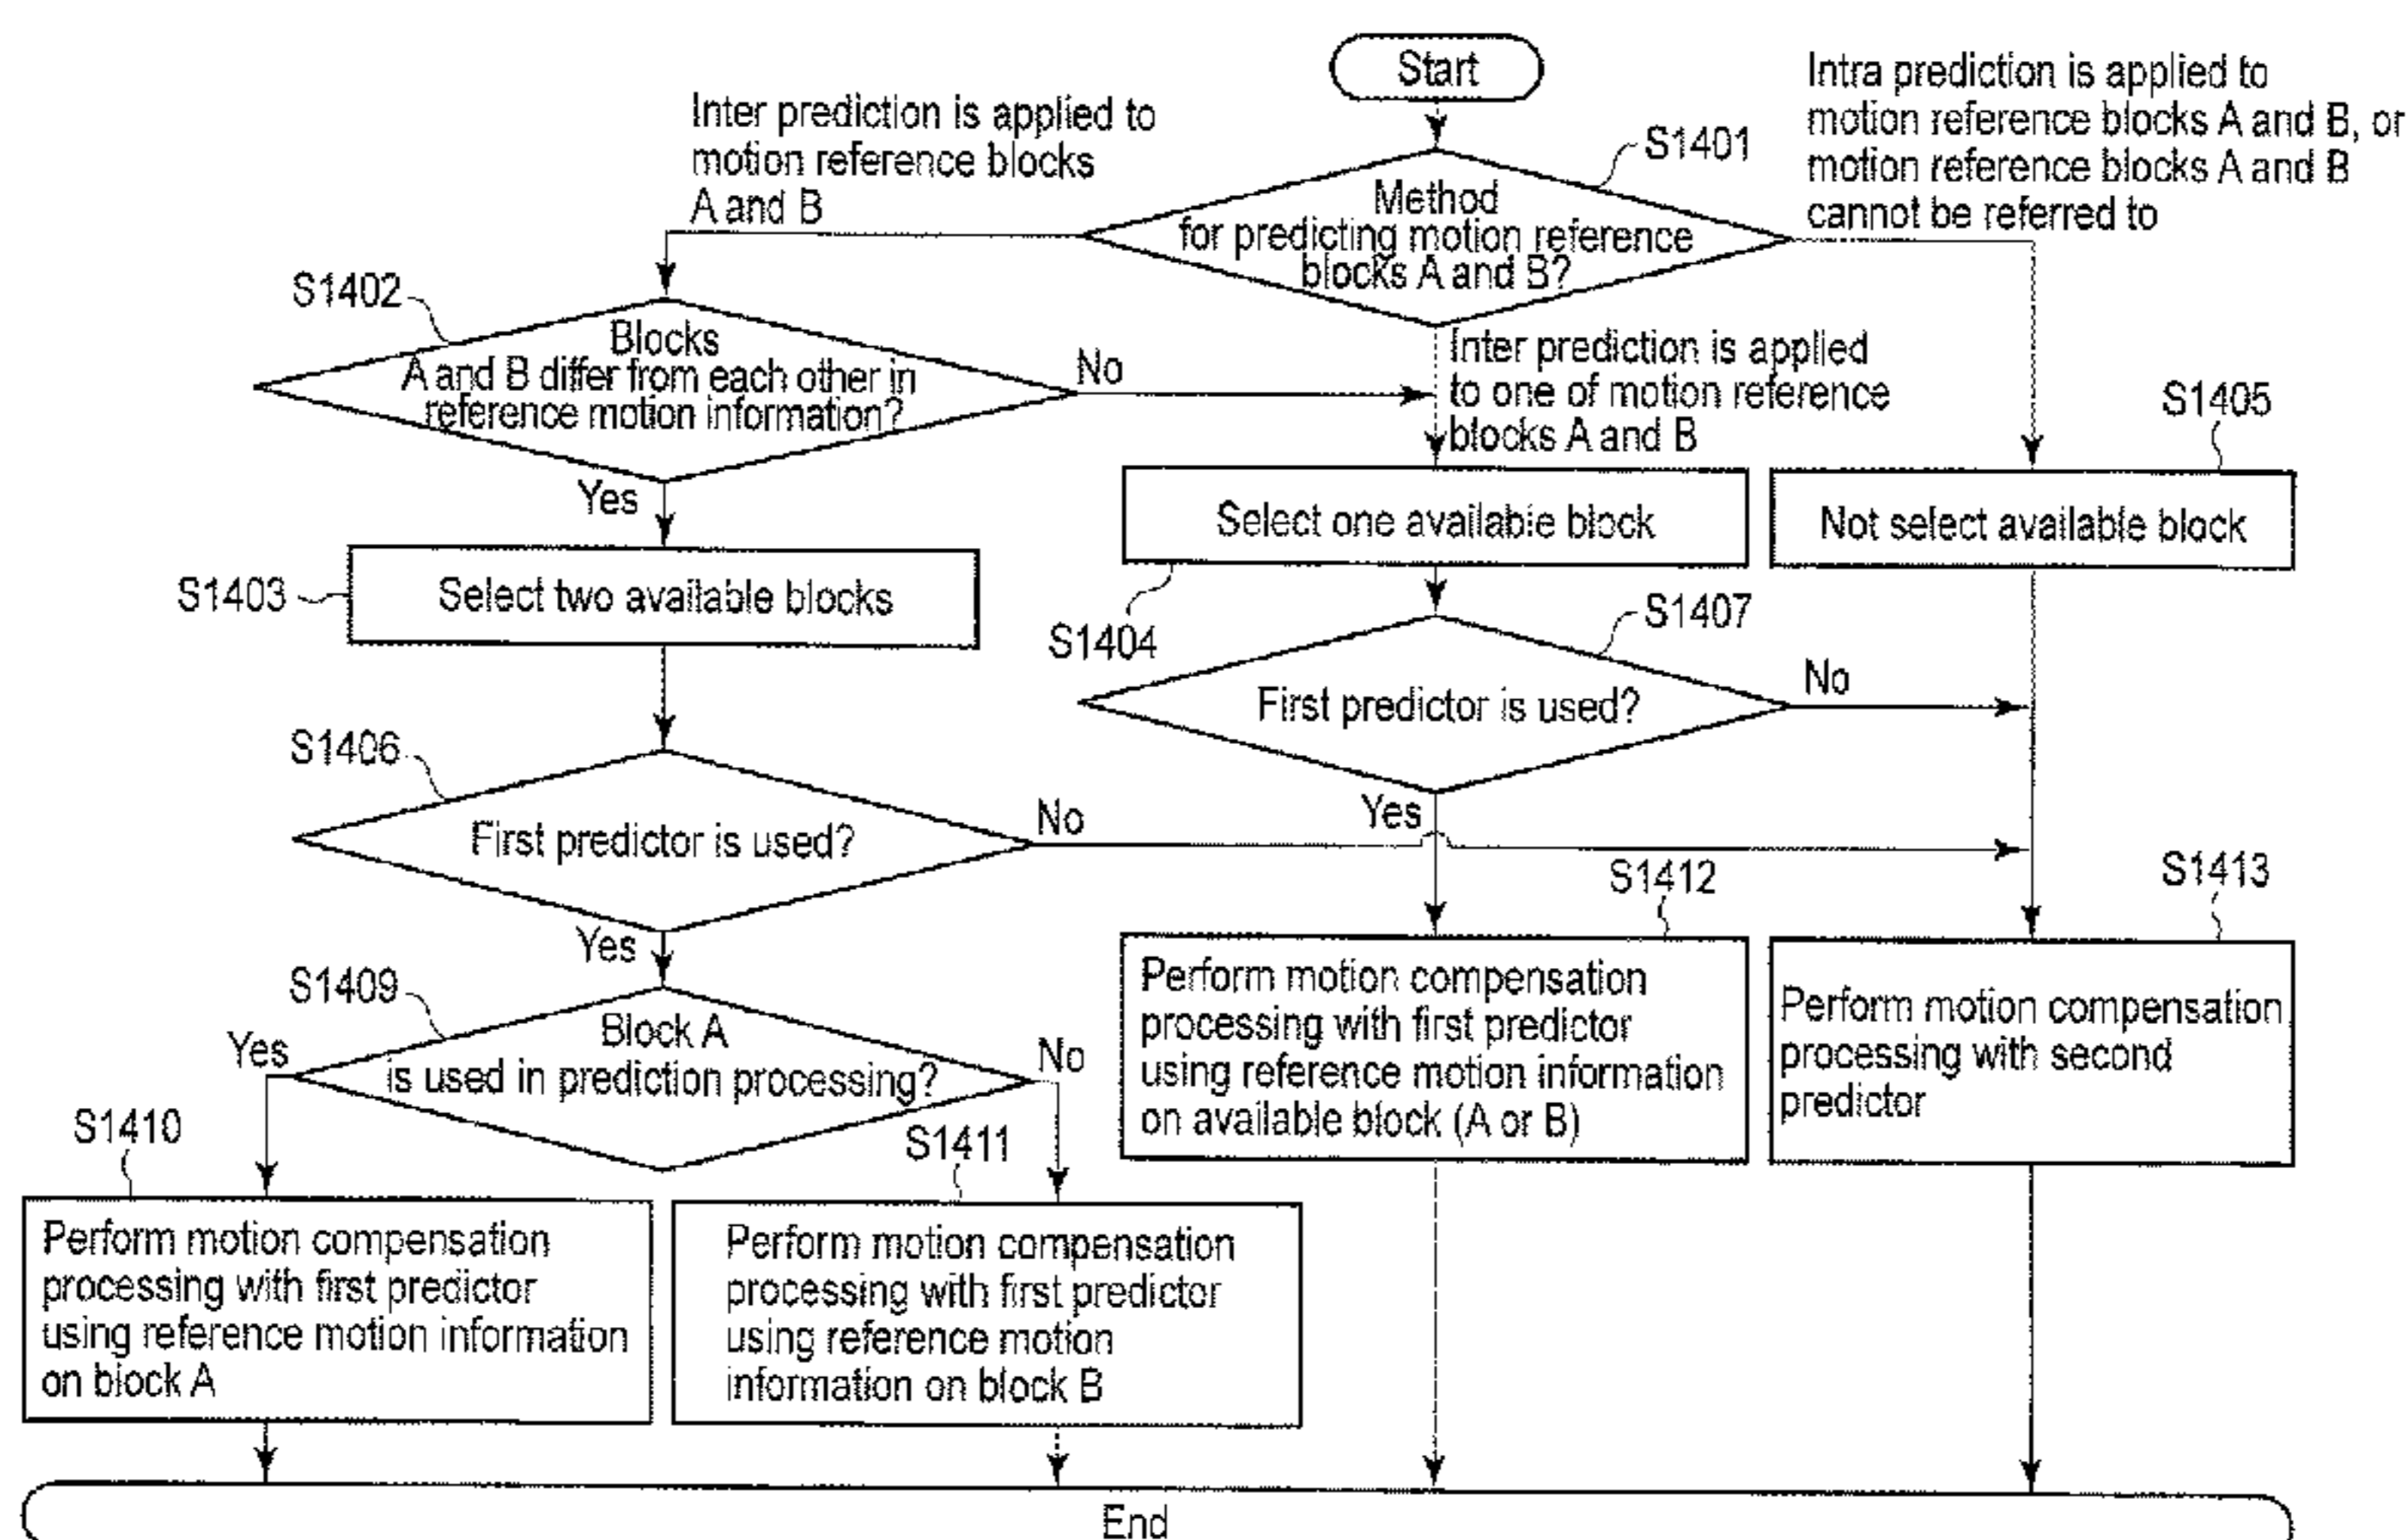 Start
Inter prediction is applied to
motion reference blocks
A and B
Intra prediction is applied to
motion reference blocks A and B, or
motion reference blocks A and B
cannot be referred to
S1401
Method
for predicting motion reference
blocks A and B?
S1402
Blocks
A and B differ from each other in
reference motion information?
No
Yes
Inter prediction is applied
to one of motion reference
blocks A and B
S1405
Select one available block
Not select available block
S1403
Select two available blocks
S1404
S1407
First predictor is used?
No
Yes
S1406
First predictor is used?
No
Yes
S1412
S1413
Perform motion compensation
processing with first predictor
using reference motion information
on available block (A or B)
Perform motion compensation
processing with second
predictor
S1409
Block A
is used in prediction processing?
Yes
No
S1410
S1411
Perform motion compensation
processing with first predictor
using reference motion information
on block A
Perform motion compensation
processing with first predictor
using reference motion
information on block B
End